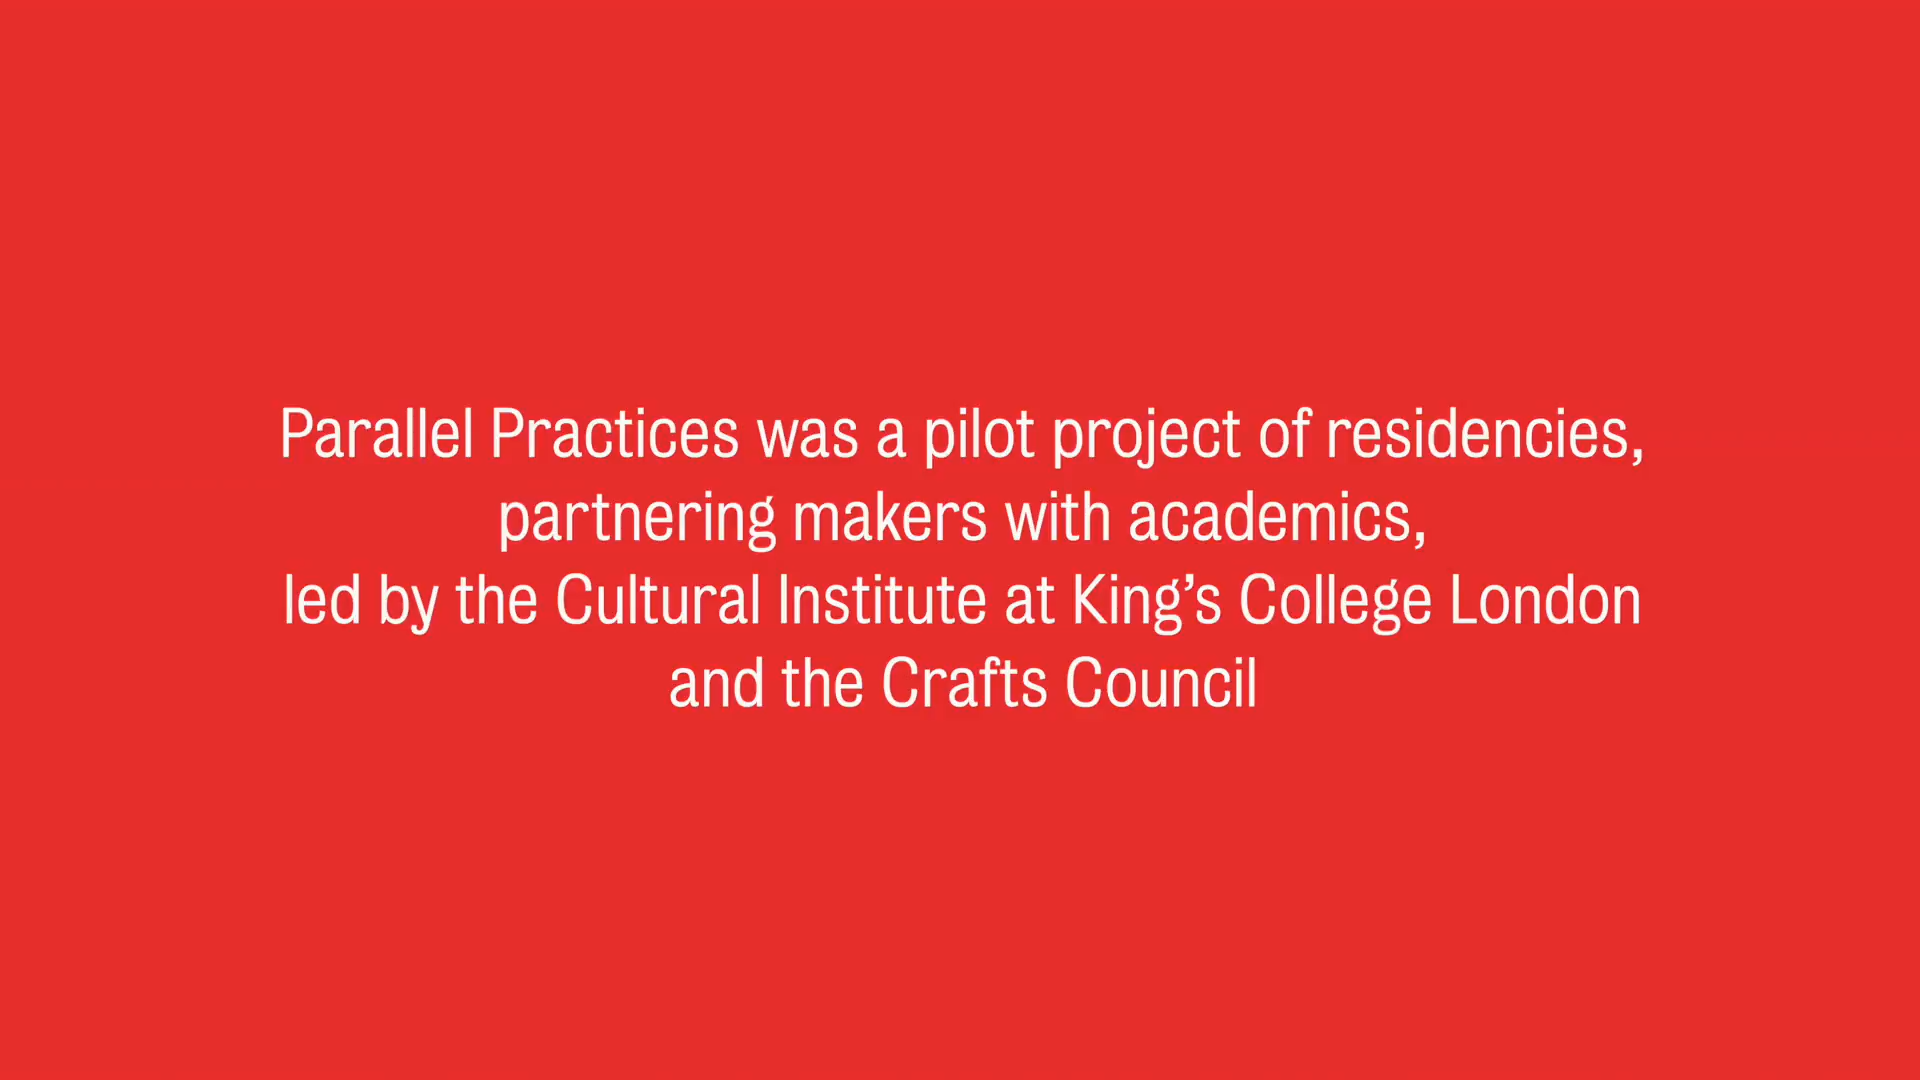 Parallel Practices was a pilot project of residencies,
partnering makers with academics,
led by the Cultural Institute at King’s College London
and the Crafts Council